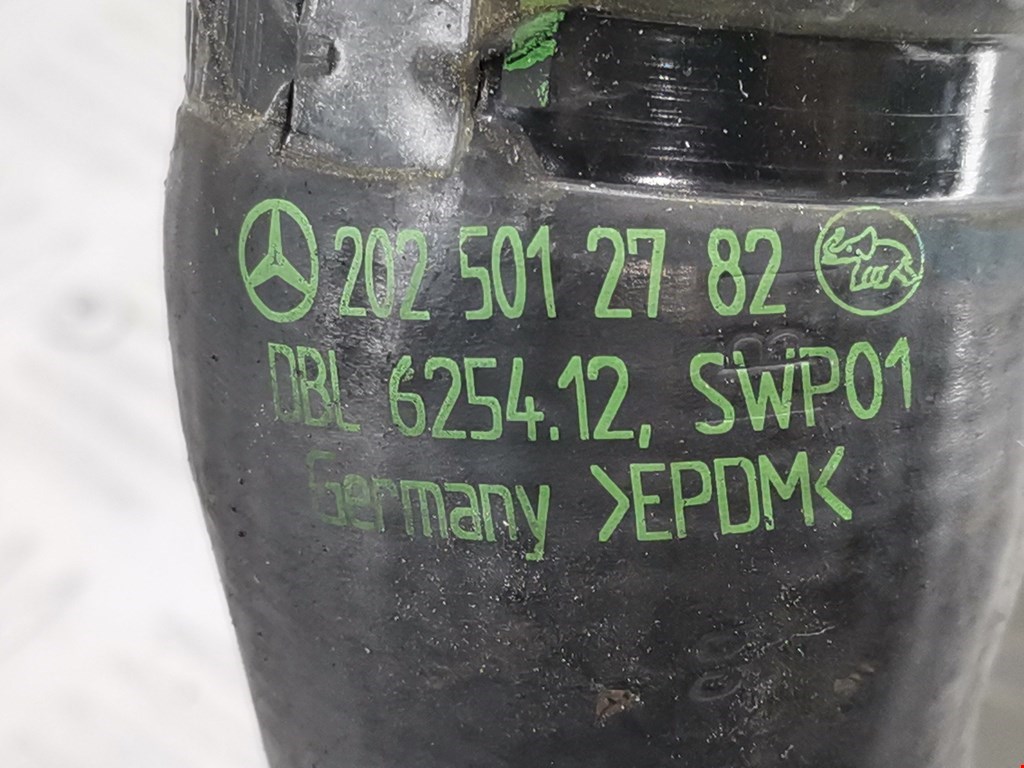 202 501 27 82
DBL 6254.12, SWP01
Germany >EPDM<